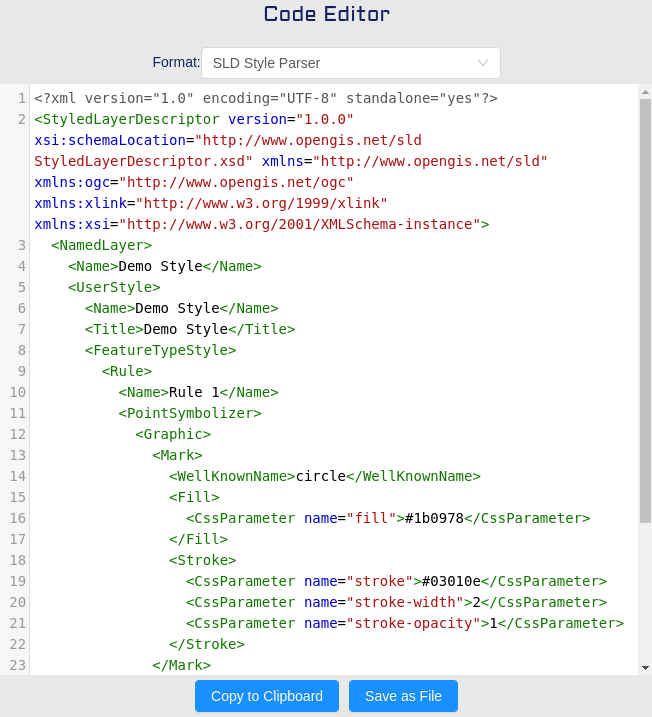 Code Editor
Format: SLD Style Parser
1 <?xml version="1.0" encoding="UTF-8" standalone="yes"?>
2 <StyledLayerDescriptor version="1.0.0"
xsi:schemaLocation="http://www.opengis.net/sld
StyledLayerDescriptor.xsd" xmlns="http://www.opengis.net/sld"
xmlns:ogc="http://www.opengis.net/ogc"
xmlns:xlink="http://www.w3.org/1999/xlink"
xmlns:xsi="http://www.w3.org/2001/XMLSchema-instance">
3 <NamedLayer>
4 <Name>Demo Style</Name>
5 <UserStyle>
6 <Name>Demo Style</Name>
7 <Title>Demo Style</Title>
8 <FeatureTypeStyle>
9 <Rule>
10 <Name>Rule 1</Name>
11 <PointSymbolizer>
12 <Graphic>
13 <Mark>
14 <WellKnownName>circle</WellKnownName>
15 <Fill>
16 <CssParameter name="fill">#1b0978</CssParameter>
17 </Fill>
18 <Stroke>
19 <CssParameter name="stroke">#03010e</CssParameter>
20 <CssParameter name="stroke-width">2</CssParameter>
21 <CssParameter name="stroke-opacity">1</CssParameter>
22 </Stroke>
23 </Mark>
Copy to Clipboard Save as File